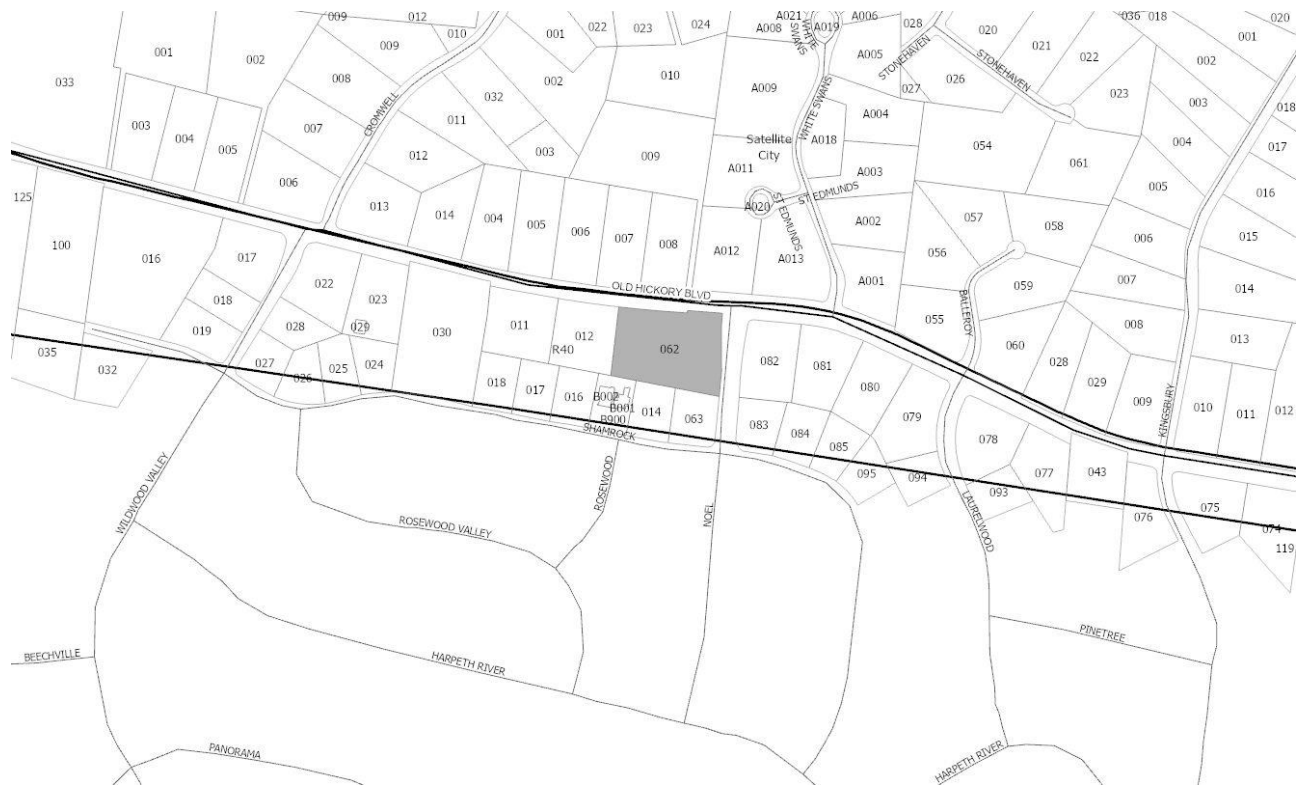 009
012
022
023
024
A021
A008
WHITE SWANS
A019
A006
028
020
036
018
020
001
002
009
010
001
A005
STONEHAVEN
021
022
001
033
008
002
010
A009
027
026
STONEHAVEN
023
002
003
018
003
004
005
007
CROMWELL
011
032
003
WHITE SWANS
A004
Satellite
City
A018
054
004
017
012
009
A011
A003
061
005
016
125
006
013
014
004
005
006
007
008
A020
ST EDMUNDS
ST EDMUNDS
A002
057
058
006
015
100
016
017
A012
A013
056
007
014
OLD HICKORY BLVD
A001
BALLEROY
059
018
022
023
019
028
029
030
011
012
R40
062
082
081
055
060
008
013
035
032
027
026
025
024
018
017
016
B002
B001
B900
014
063
080
079
028
029
009
KINGSBURY
010
011
012
SHAMROCK
083
084
085
095
094
078
077
093
043
076
075
074
119
WILDWOOD VALLEY
ROSEWOOD
NOEL
LAURELWOOD
ROSEWOOD VALLEY
BEECHVILLE
HARPETH RIVER
PINETREE
PANORAMA
HARPETH RIVER